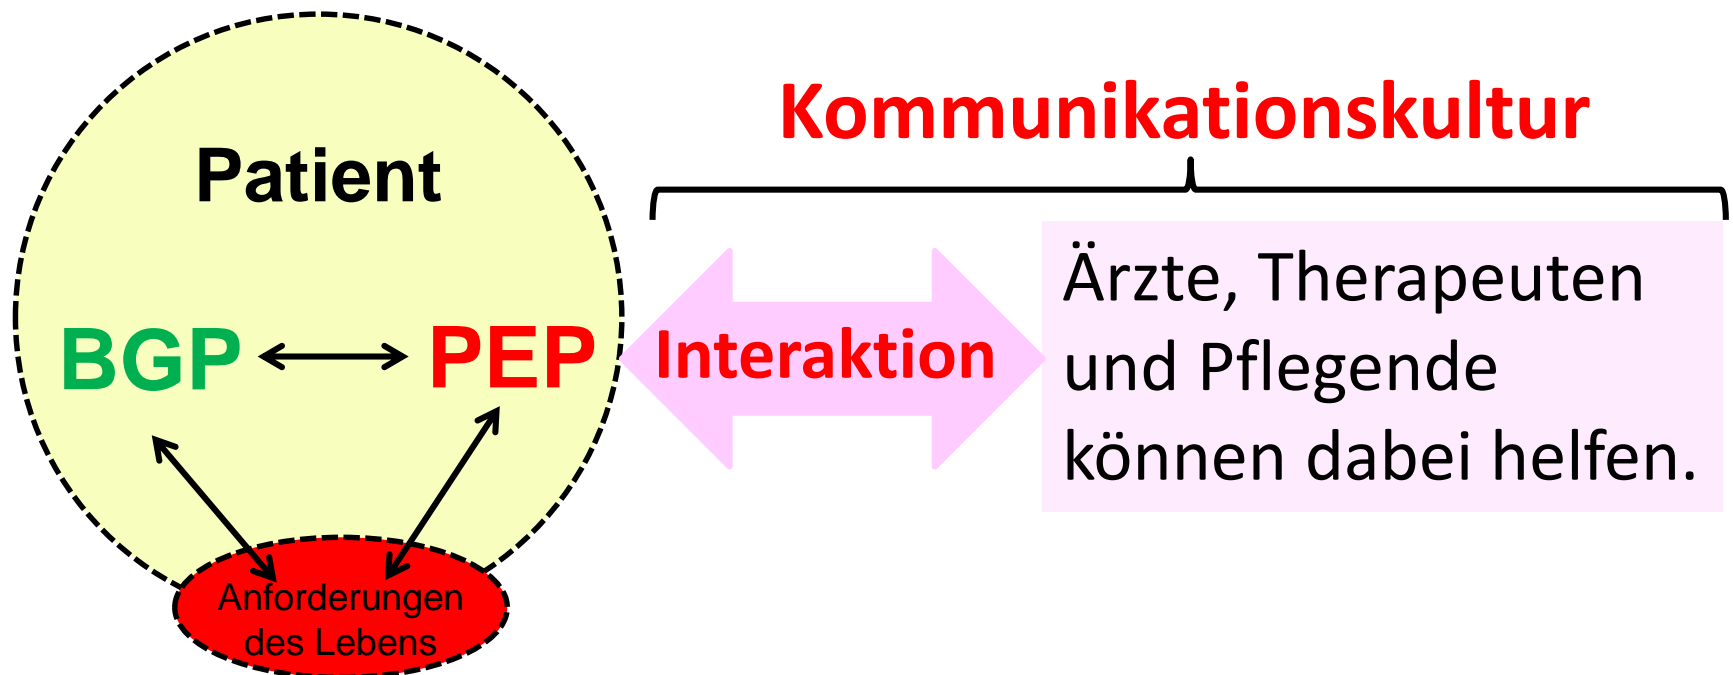 Kommunikationskultur
Patient
BGP
PEP
Anforderungen
des Lebens
Interaktion
Ärzte, Therapeuten
und Pflegende
können dabei helfen.